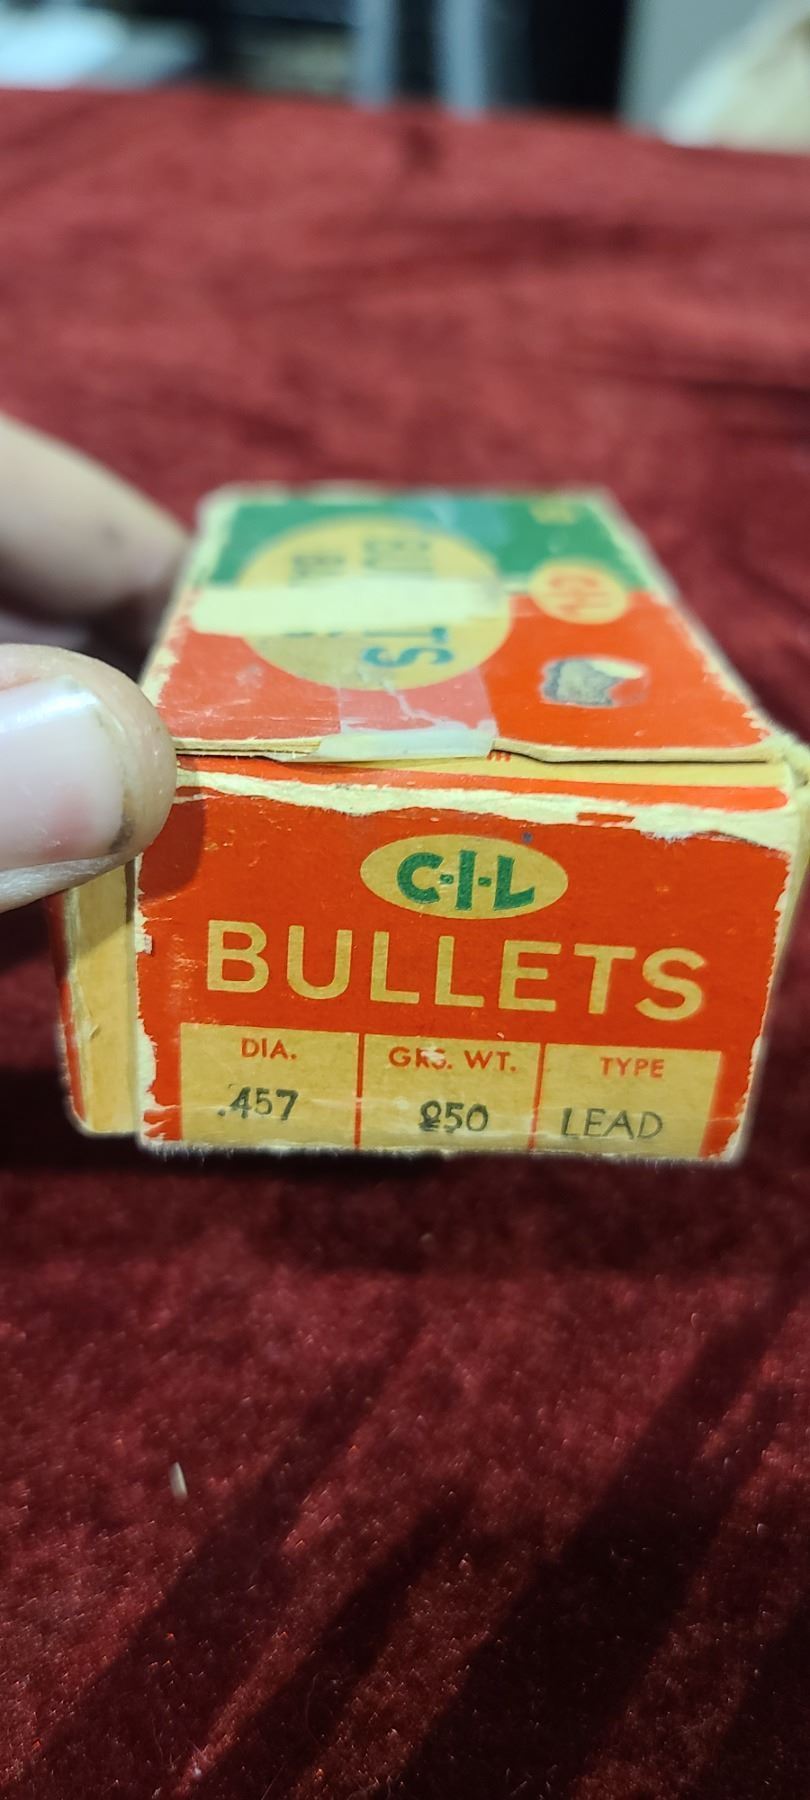 C-I-L
C-I-L
BULLETS
DIA. GRS. WT. TYPE
.457 250 LEAD